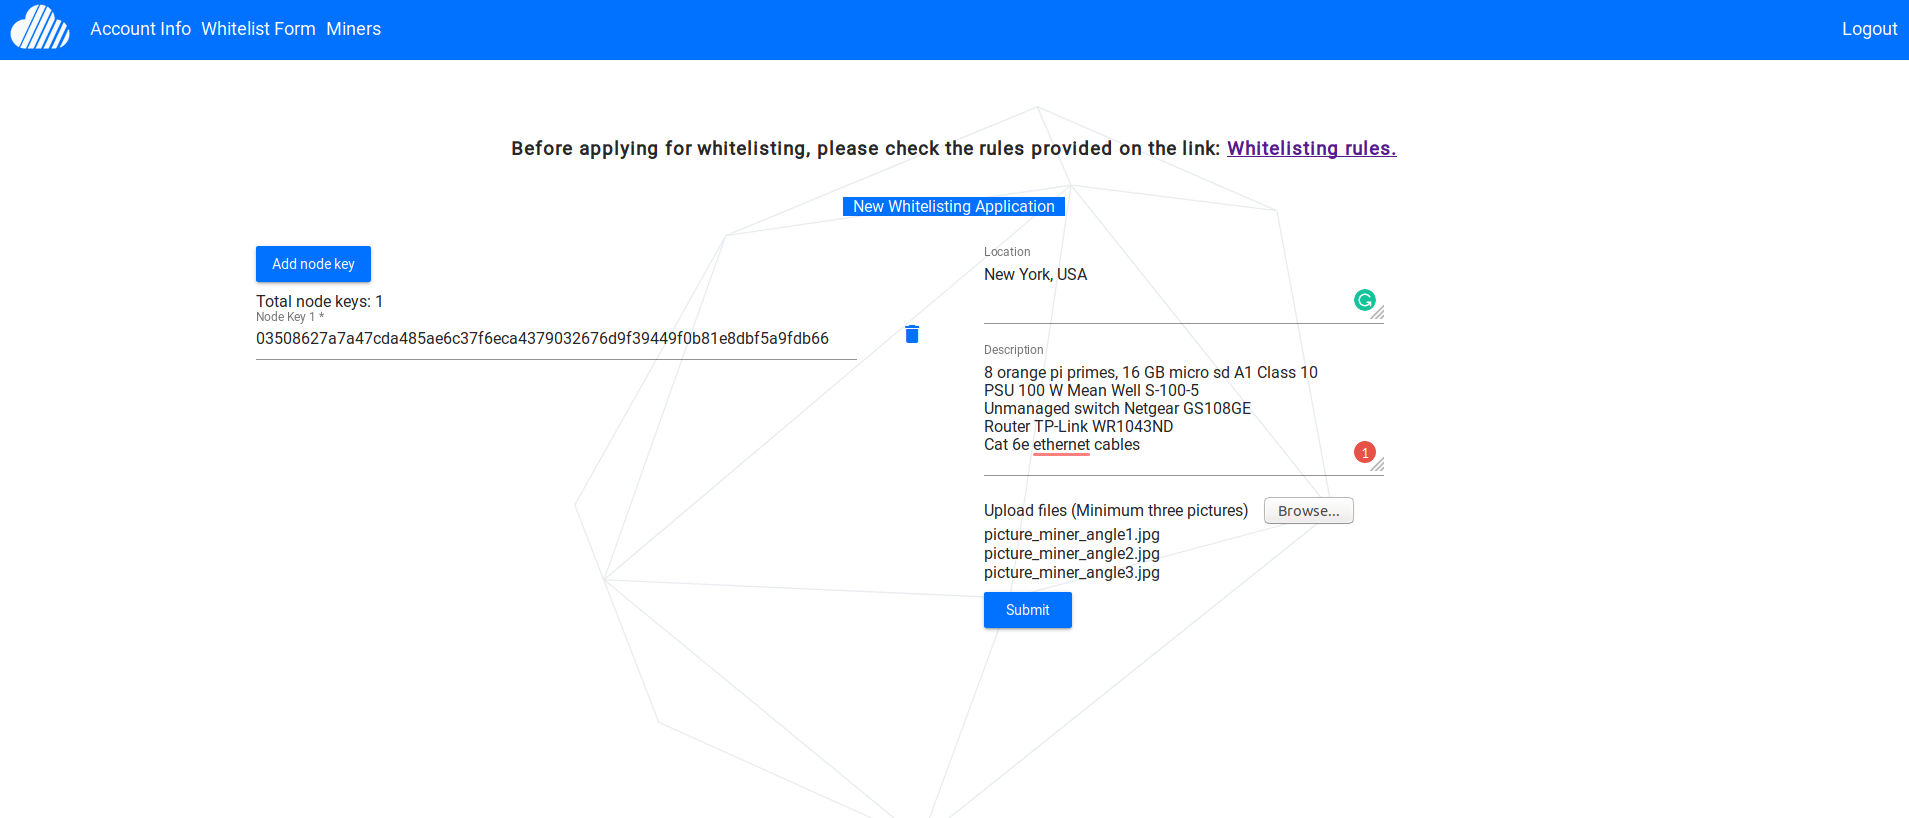 Account Info Whitelist Form Miners Logout
Before applying for whitelisting, please check the rules provided on the link: Whitelisting rules.
New Whitelisting Application
Add node key
Total node keys: 1
Node Key 1 *
03508627a7a47cda485ae6c37f6eca4379032676d9f39449f0b81e8dbf5a9fdb66
Location
New York, USA
Description
8 orange pi primes, 16 GB micro sd A1 Class 10
PSU 100 W Mean Well S-100-5
Unmanaged switch Netgear GS108GE
Router TP-Link WR1043ND
Cat 6e ethernet cables
1
Upload files (Minimum three pictures) Browse...
picture_miner_angle1.jpg
picture_miner_angle2.jpg
picture_miner_angle3.jpg
Submit